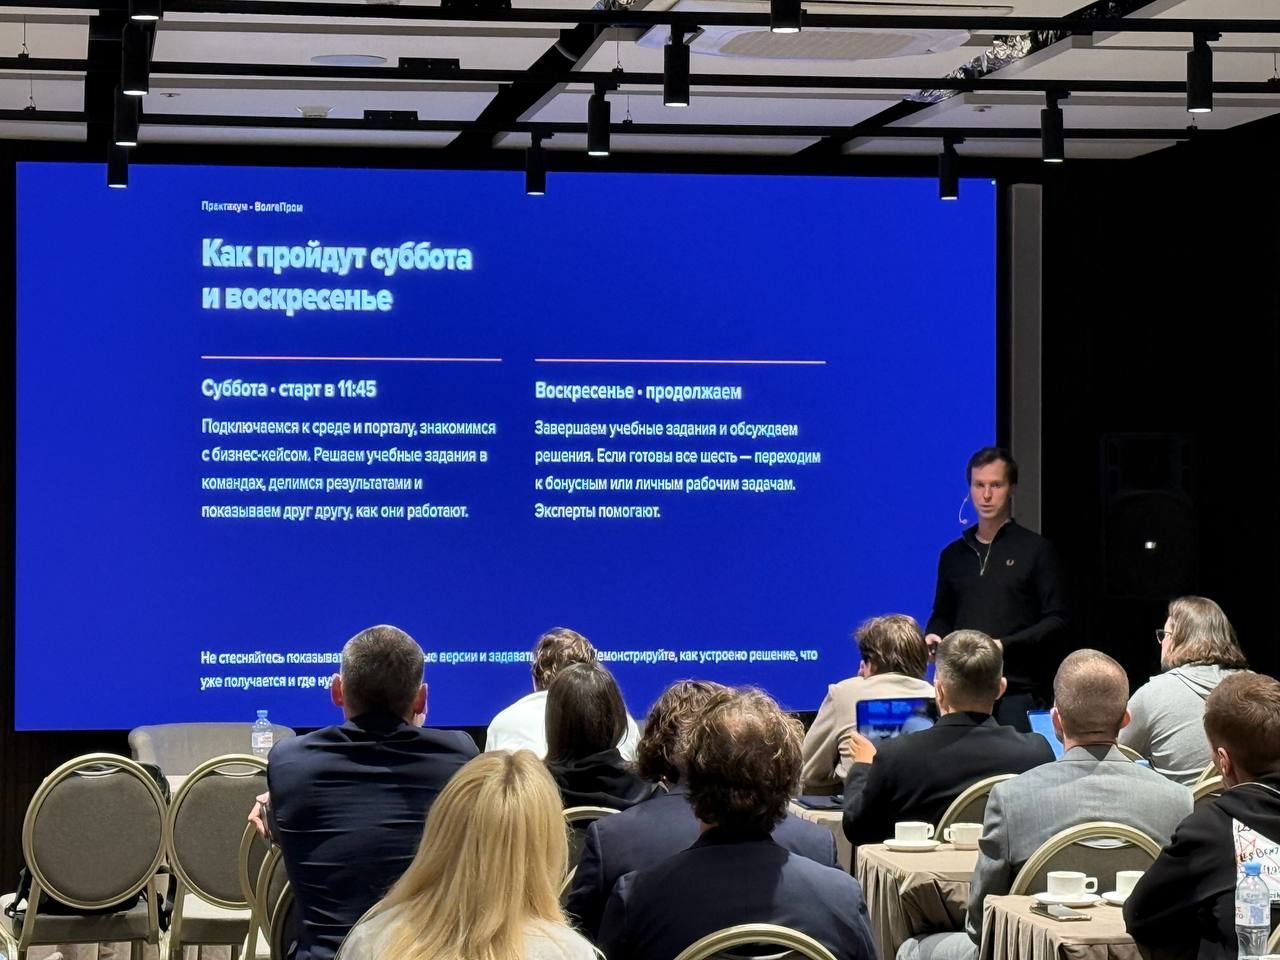 Практикум · ВолгаПром
Как пройдут суббота
и воскресенье
Суббота · старт в 11:45
Подключаемся к среде и порталу, знакомимся
с бизнес-кейсом. Решаем учебные задания в
командах, делимся результатами и
показываем друг другу, как они работают.
Воскресенье · продолжаем
Завершаем учебные задания и обсуждаем
решения. Если готовы все шесть — переходим
к бонусным или личным рабочим задачам.
Эксперты помогают.
Не стесняйтесь версии и задават емонстрируйте, как устроено решение, что
уже получается и где